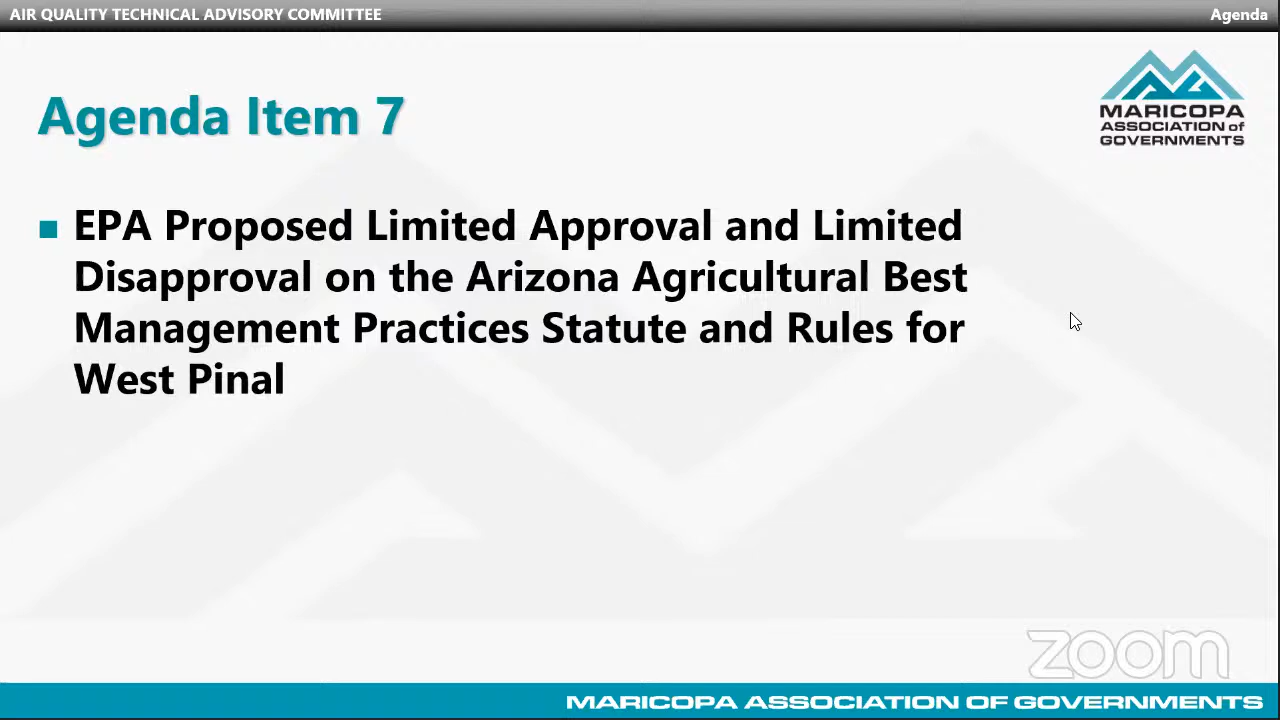 AIR QUALITY TECHNICAL ADVISORY COMMITTEE
Agenda
MARICOPA
ASSOCIATION of
GOVERNMENTS
Agenda Item 7
EPA Proposed Limited Approval and Limited
Disapproval on the Arizona Agricultural Best
Management Practices Statute and Rules for
West Pinal
zoom
MARICOPA ASSOCIATION OF GOVERNMENTS